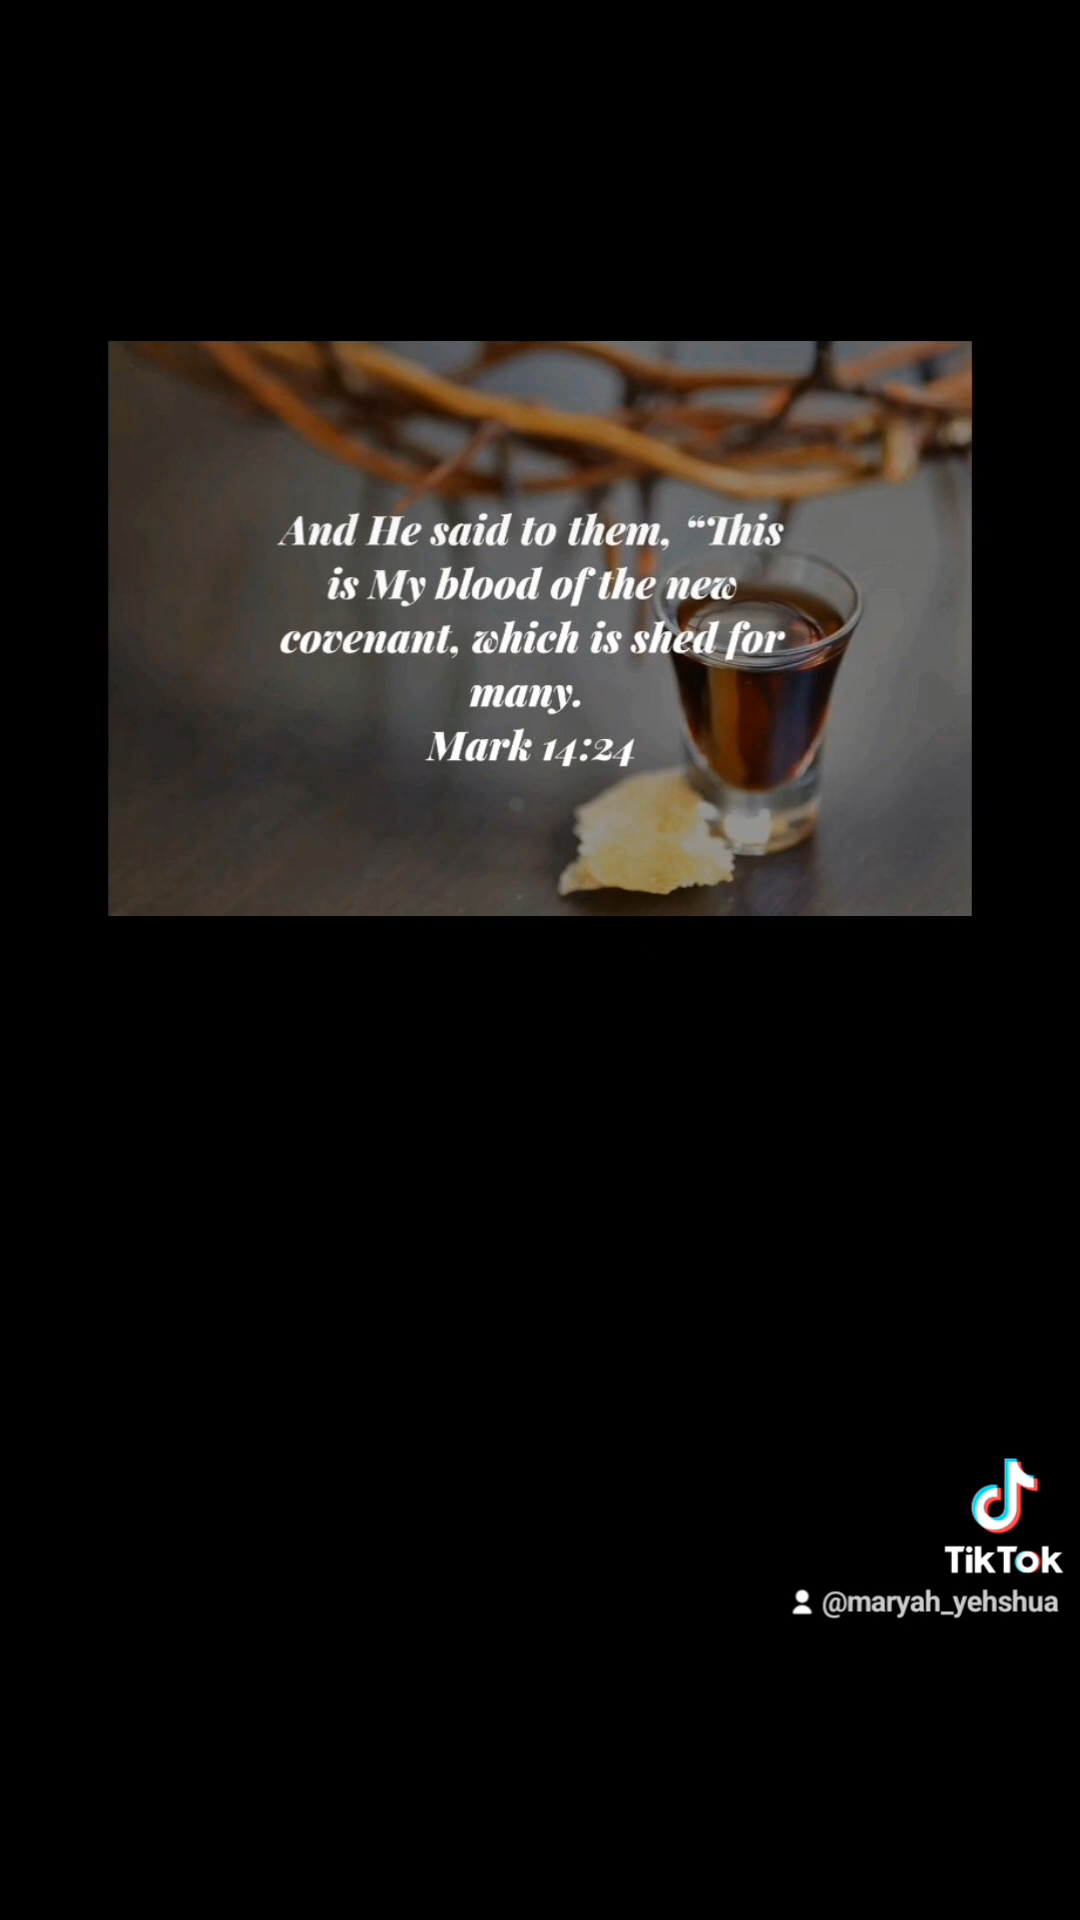 And He said to them, “This
is My blood of the new
covenant, which is shed for
many.
Mark 14:24
TikTok
@maryah_yehshua